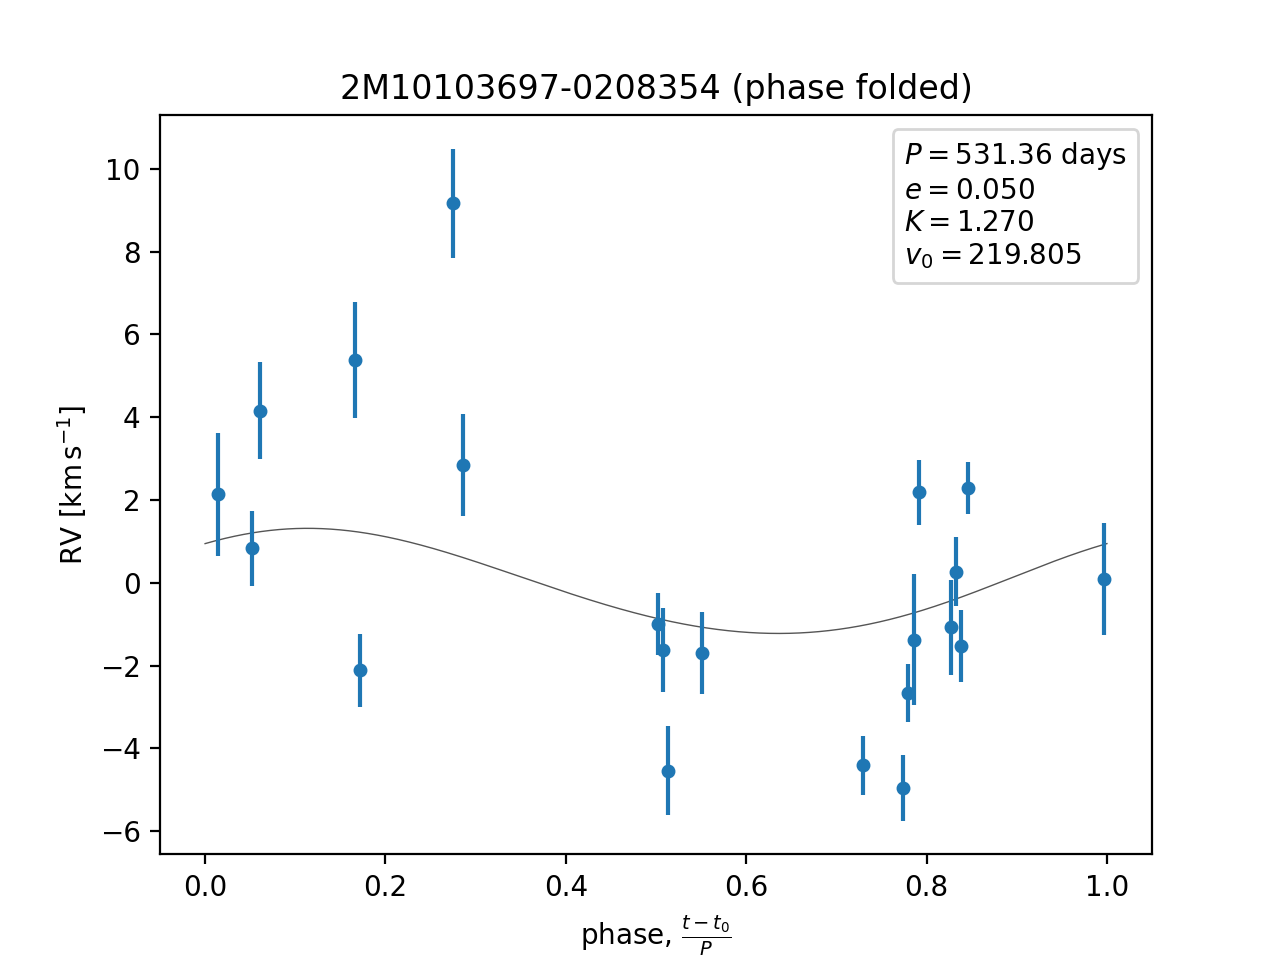 2M10103697-0208354 (phase folded)
P = 531.36 days
e = 0.050
K = 1.270
v₀ = 219.805
RV [km s⁻¹]
10
8
6
4
2
0
−2
−4
−6
0.0 0.2 0.4 0.6 0.8 1.0
phase, (t − t₀)/P